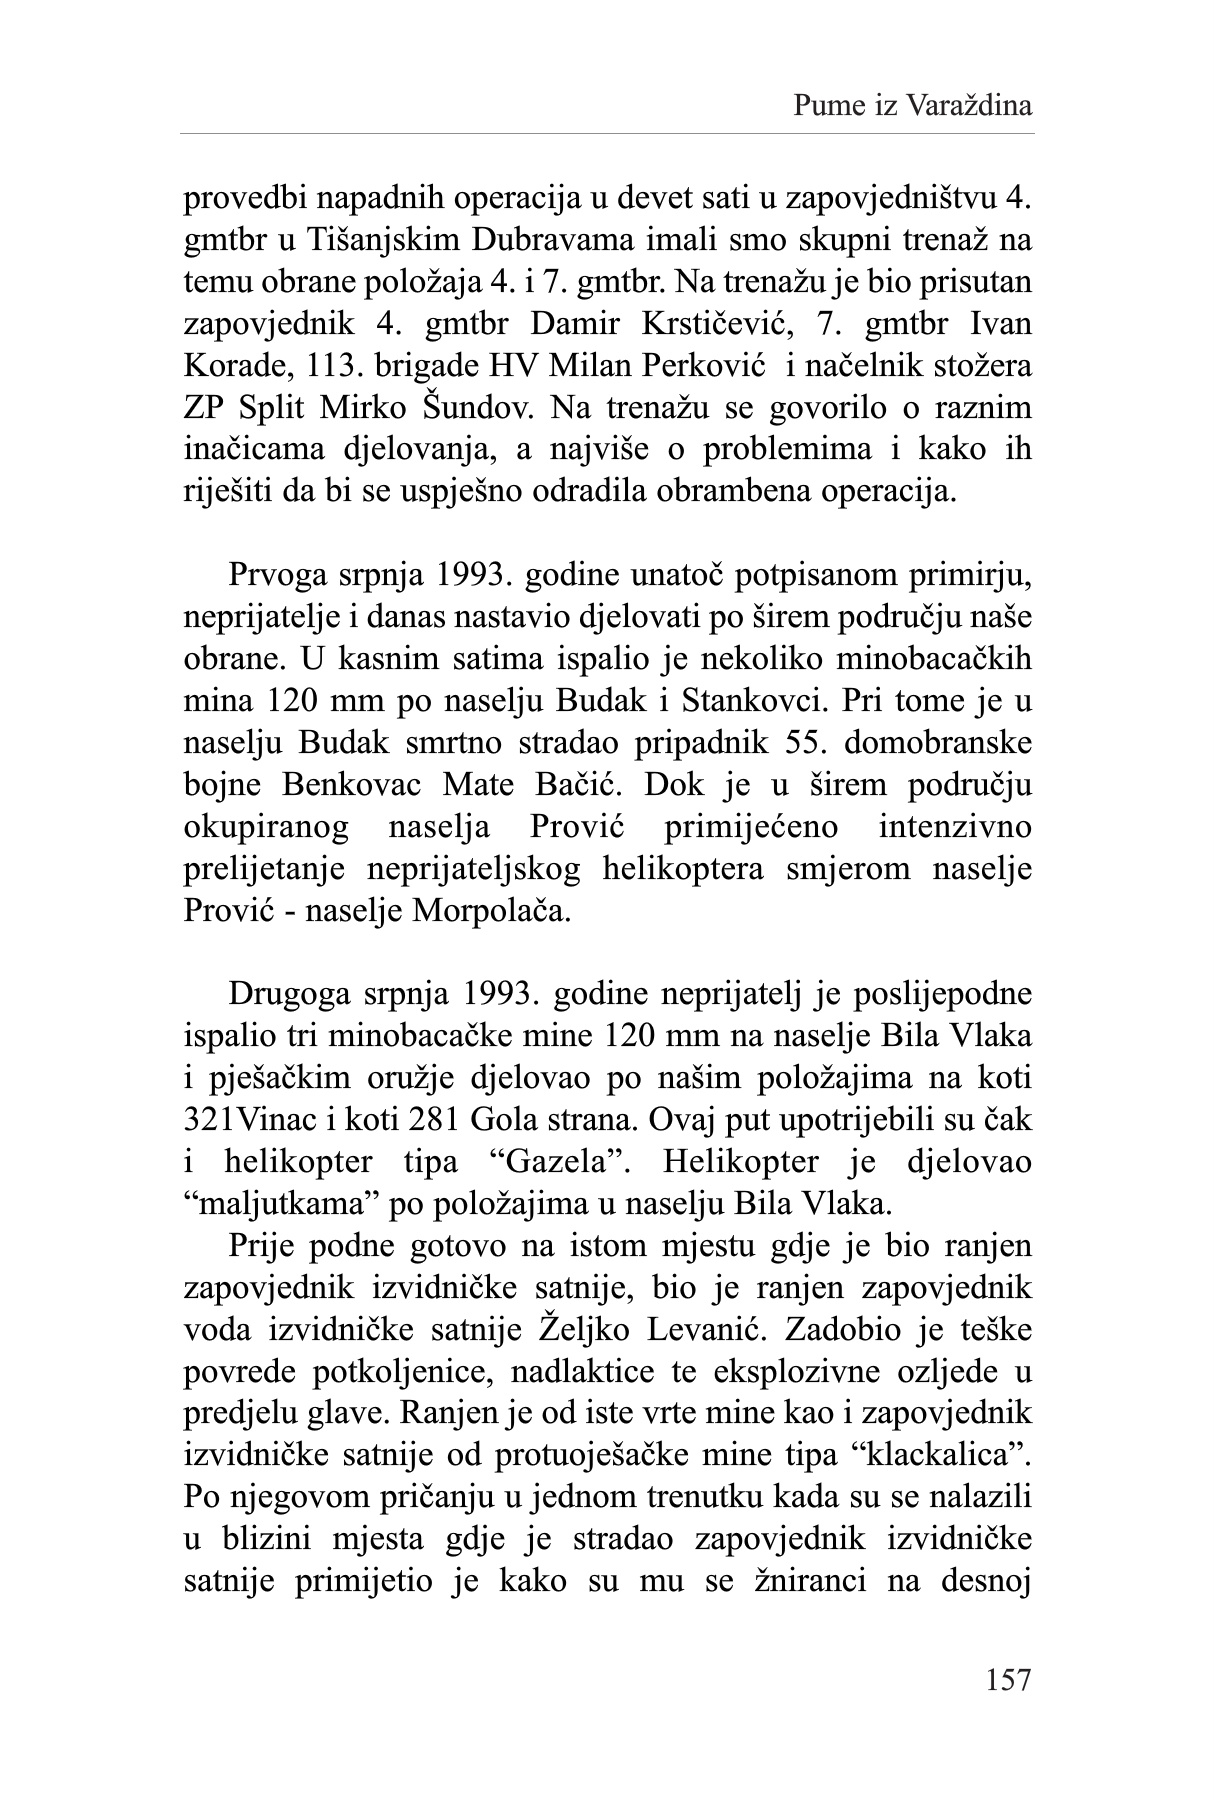 Pume iz Varaždina
provedbi napadnih operacija u devet sati u zapovjedništvu 4.
gmtbr u Tišanjskim Dubravama imali smo skupni trenaž na
temu obrane položaja 4. i 7. gmtbr. Na trenažu je bio prisutan
zapovjednik 4. gmtbr Damir Krstičević, 7. gmtbr Ivan
Korade, 113. brigade HV Milan Perković  i načelnik stožera
ZP Split Mirko Šundov. Na trenažu se govorilo o raznim
inačicama djelovanja, a najviše o problemima i kako ih
riješiti da bi se uspješno odradila obrambena operacija.
Prvoga srpnja 1993. godine unatoč potpisanom primirju,
neprijatelje i danas nastavio djelovati po širem području naše
obrane. U kasnim satima ispalio je nekoliko minobacačkih
mina 120 mm po naselju Budak i Stankovci. Pri tome je u
naselju Budak smrtno stradao pripadnik 55. domobranske
bojne Benkovac Mate Bačić. Dok je u širem području
okupiranog naselja Prović primijećeno intenzivno
prelijetanje neprijateljskog helikoptera smjerom naselje
Prović - naselje Morpolača.
Drugoga srpnja 1993. godine neprijatelj je poslijepodne
ispalio tri minobacačke mine 120 mm na naselje Bila Vlaka
i pješačkim oružje djelovao po našim položajima na koti
321Vinac i koti 281 Gola strana. Ovaj put upotrijebili su čak
i helikopter tipa “Gazela”. Helikopter je djelovao
“maljutkama” po položajima u naselju Bila Vlaka.
Prije podne gotovo na istom mjestu gdje je bio ranjen
zapovjednik izvidničke satnije, bio je ranjen zapovjednik
voda izvidničke satnije Željko Levanić. Zadobio je teške
povrede potkoljenice, nadlaktice te eksplozivne ozljede u
predjelu glave. Ranjen je od iste vrte mine kao i zapovjednik
izvidničke satnije od protuoješačke mine tipa “klackalica”.
Po njegovom pričanju u jednom trenutku kada su se nalazili
u blizini mjesta gdje je stradao zapovjednik izvidničke
satnije primijetio je kako su mu se žniranci na desnoj
157